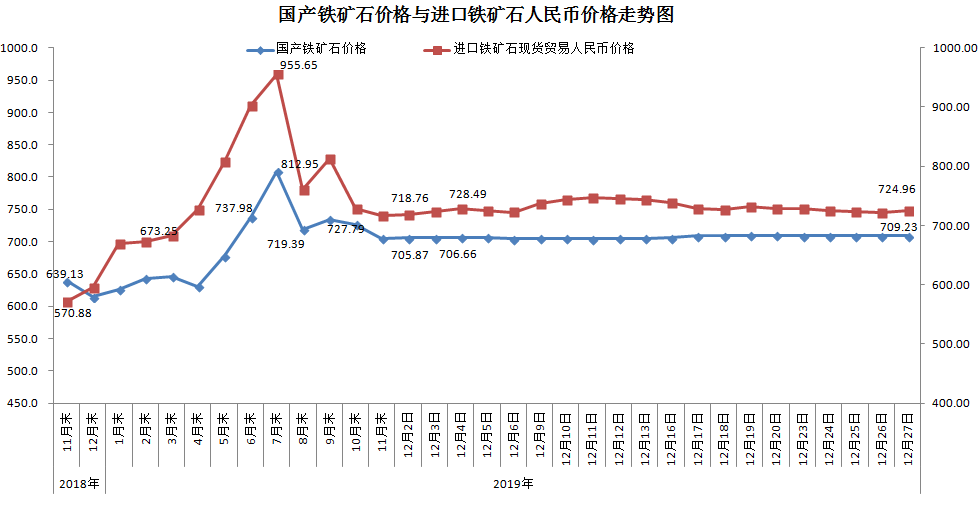 国产铁矿石价格与进口铁矿石人民币价格走势图
国产铁矿石价格
进口铁矿石现货贸易人民币价格
1000.0
950.0
900.0
850.0
800.0
750.0
700.0
650.0
600.0
550.0
500.0
450.0
1000.00
900.00
800.00
700.00
600.00
500.00
400.00
639.13
570.88
673.25
737.98
955.65
812.95
719.39
727.79
718.76
705.87
728.49
706.66
724.96
709.23
11月末
12月末
1月末
2月末
3月末
4月末
5月末
6月末
7月末
8月末
9月末
10月末
11月末
12月2日
12月3日
12月4日
12月5日
12月6日
12月9日
12月10日
12月11日
12月12日
12月13日
12月16日
12月17日
12月18日
12月19日
12月20日
12月23日
12月24日
12月25日
12月26日
12月27日
2018年
2019年